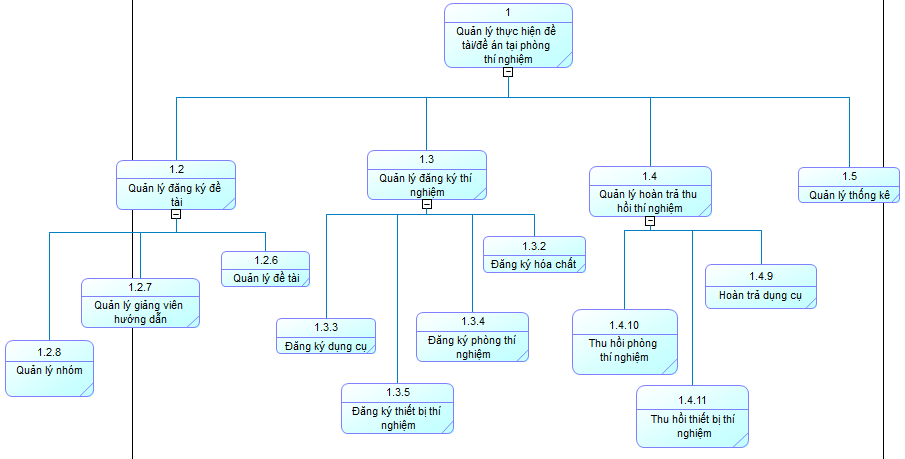 1
Quản lý thực hiện đề
tài/đề án tại phòng
thí nghiệm
1.2
Quản lý đăng ký đề
tài
1.3
Quản lý đăng ký thí
nghiệm
1.4
Quản lý hoàn trả thu
hồi thí nghiệm
1.5
Quản lý thống kê
1.2.8
Quản lý nhóm
1.2.7
Quản lý giảng viên
hướng dẫn
1.2.6
Quản lý đề tài
1.3.3
Đăng ký dụng cụ
1.3.5
Đăng ký thiết bị thí
nghiệm
1.3.4
Đăng ký phòng thí
nghiệm
1.3.2
Đăng ký hóa chất
1.4.10
Thu hồi phòng
thí nghiệm
1.4.11
Thu hồi thiết bị thí
nghiệm
1.4.9
Hoàn trả dụng cụ